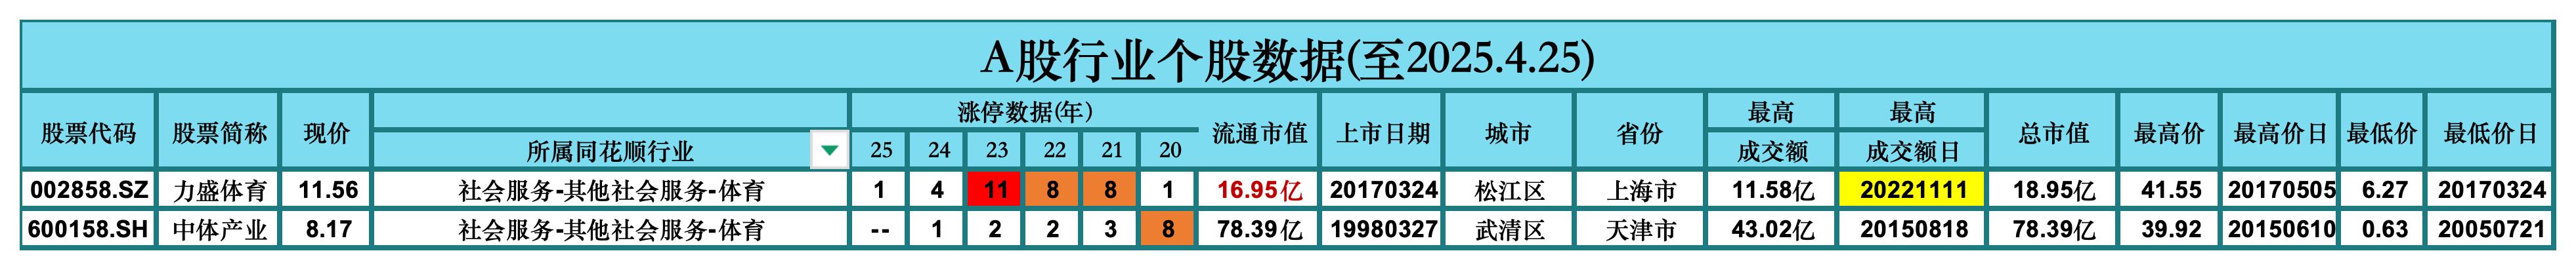 A股行业个股数据(至2025.4.25)
股票代码 股票简称 现价 所属同花顺行业 涨停数据(年) 流通市值 上市日期 城市 省份 最高 最高 总市值 最高价 最高价日 最低价 最低价日
25 24 23 22 21 20 成交额 成交额日
002858.SZ 力盛体育 11.56 社会服务-其他社会服务-体育 1 4 11 8 8 1 16.95亿 20170324 松江区 上海市 11.58亿 20221111 18.95亿 41.55 20170505 6.27 20170324
600158.SH 中体产业 8.17 社会服务-其他社会服务-体育 -- 1 2 2 3 8 78.39亿 19980327 武清区 天津市 43.02亿 20150818 78.39亿 39.92 20150610 0.63 20050721